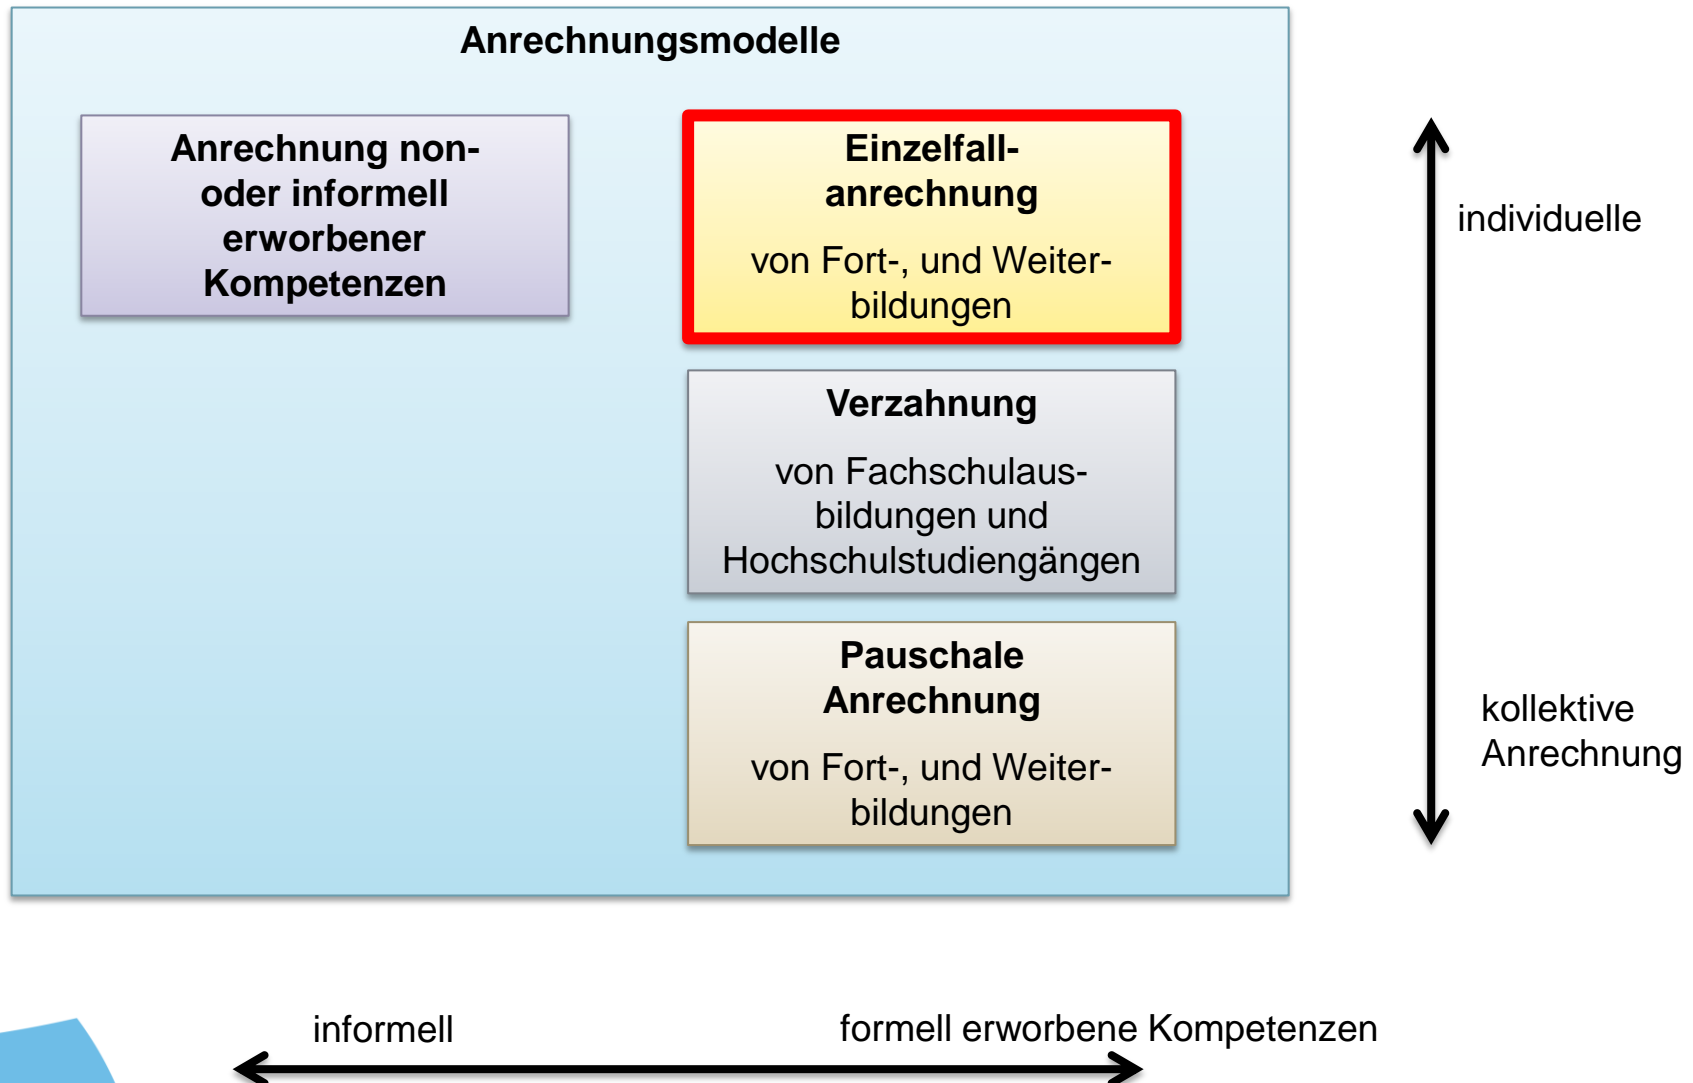 Anrechnungsmodelle
Anrechnung non-
oder informell
erworbener
Kompetenzen
Einzelfall-
anrechnung
von Fort-, und Weiter-
bildungen
Verzahnung
von Fachschulaus-
bildungen und
Hochschulstudiengängen
Pauschale
Anrechnung
von Fort-, und Weiter-
bildungen
individuelle
kollektive
Anrechnung
informell
formell erworbene Kompetenzen